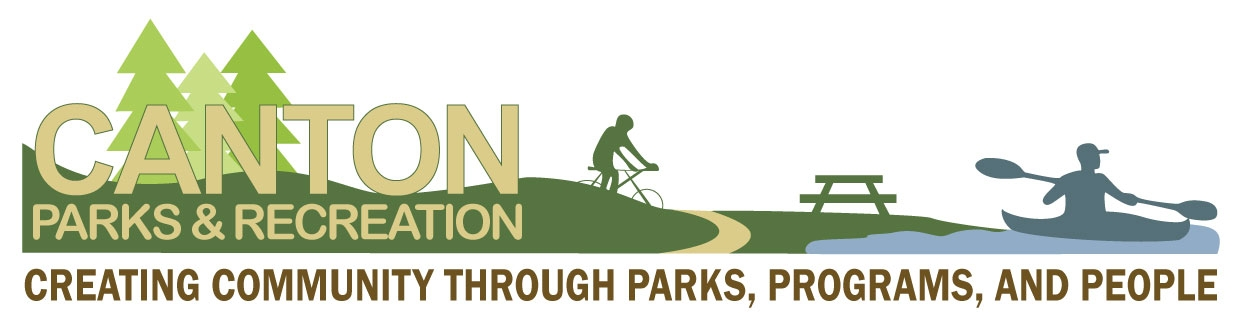 CANTON
PARKS & RECREATION
CREATING COMMUNITY THROUGH PARKS, PROGRAMS, AND PEOPLE